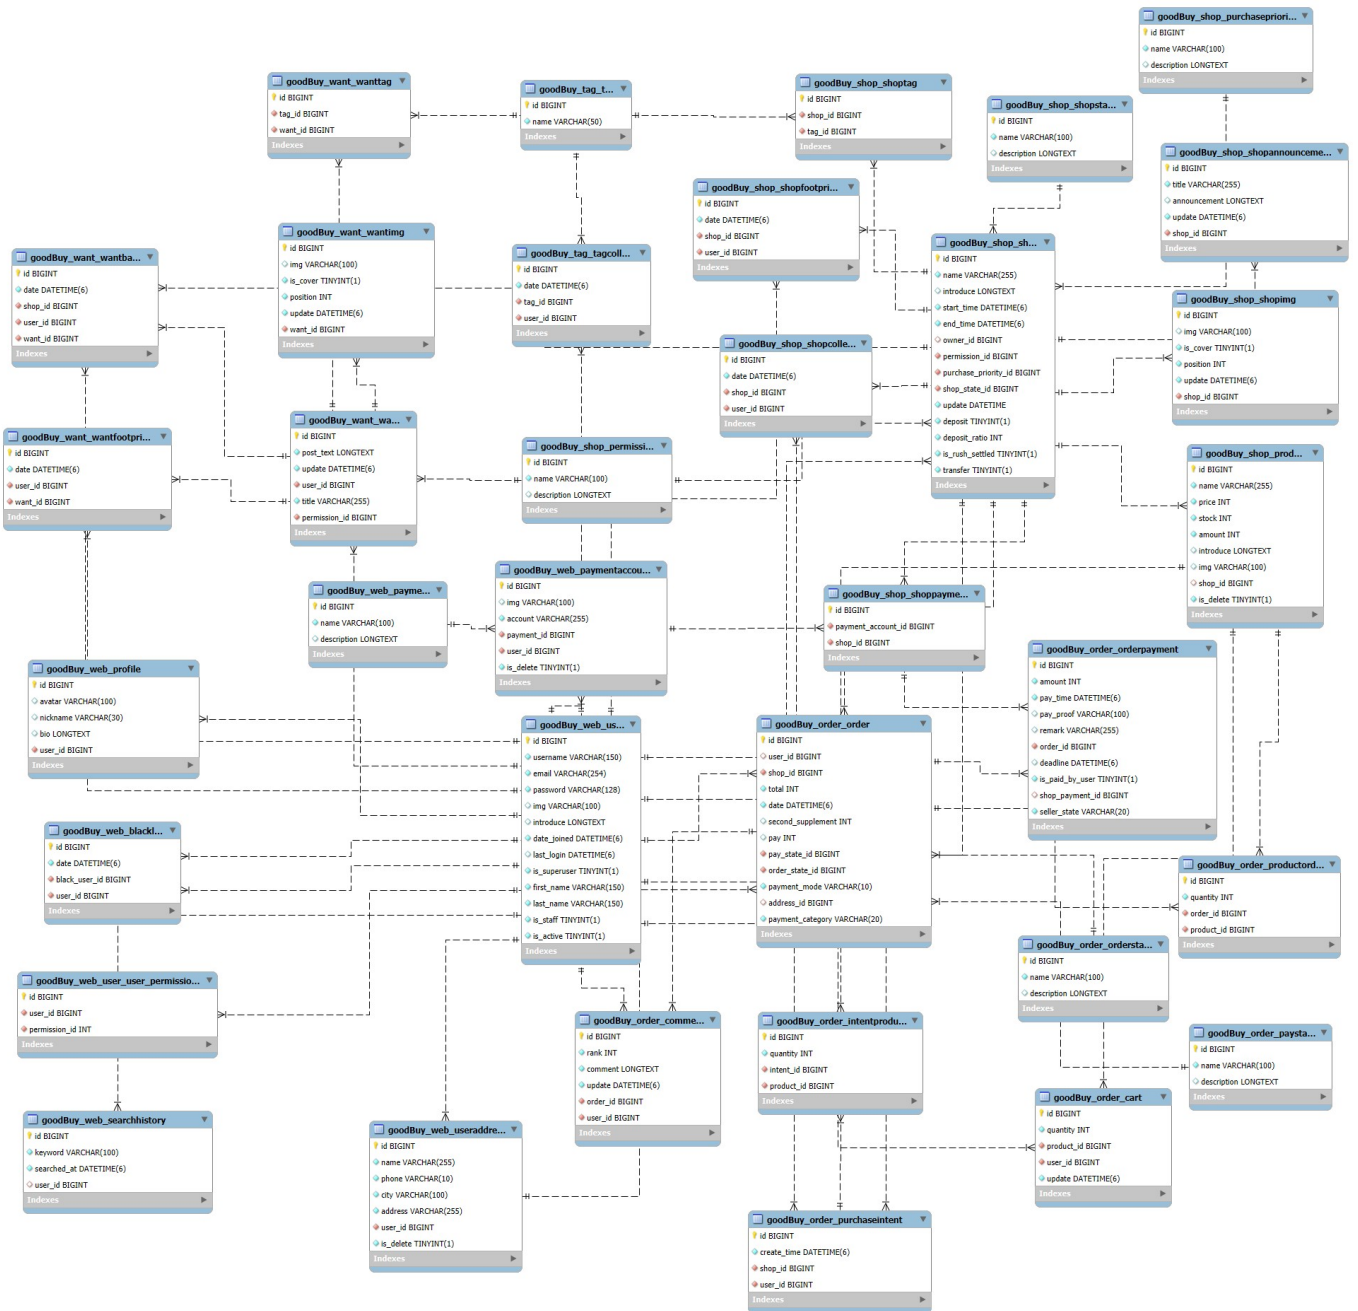 goodBuy_shop_purchasepriori...
id BIGINT
name VARCHAR(100)
description LONGTEXT
Indexes
goodBuy_want_wanttag
id BIGINT
tag_id BIGINT
want_id BIGINT
Indexes
goodBuy_tag_t...
id BIGINT
name VARCHAR(50)
Indexes
goodBuy_shop_shoptag
id BIGINT
shop_id BIGINT
tag_id BIGINT
Indexes
goodBuy_shop_shopsta...
id BIGINT
name VARCHAR(100)
description LONGTEXT
Indexes
goodBuy_shop_shopannounceme...
id BIGINT
title VARCHAR(255)
announcement LONGTEXT
update DATETIME(6)
shop_id BIGINT
Indexes
goodBuy_shop_shopfootpri...
id BIGINT
date DATETIME(6)
shop_id BIGINT
user_id BIGINT
Indexes
goodBuy_want_wantimg
id BIGINT
img VARCHAR(100)
is_cover TINYINT(1)
position INT
update DATETIME(6)
want_id BIGINT
Indexes
goodBuy_want_wantba...
id BIGINT
date DATETIME(6)
shop_id BIGINT
user_id BIGINT
want_id BIGINT
Indexes
goodBuy_tag_tagcoll...
id BIGINT
date DATETIME(6)
tag_id BIGINT
user_id BIGINT
Indexes
goodBuy_shop_sh...
id BIGINT
name VARCHAR(255)
introduce LONGTEXT
start_time DATETIME(6)
end_time DATETIME(6)
owner_id BIGINT
permission_id BIGINT
purchase_priority_id BIGINT
shop_state_id BIGINT
update DATETIME
deposit TINYINT(1)
deposit_ratio INT
is_rush_settled TINYINT(1)
transfer TINYINT(1)
Indexes
goodBuy_shop_shopimg
id BIGINT
img VARCHAR(100)
is_cover TINYINT(1)
position INT
update DATETIME(6)
shop_id BIGINT
Indexes
goodBuy_shop_shopcolle...
id BIGINT
date DATETIME(6)
shop_id BIGINT
user_id BIGINT
Indexes
goodBuy_want_wantfootpri...
id BIGINT
date DATETIME(6)
user_id BIGINT
want_id BIGINT
Indexes
goodBuy_want_wa...
id BIGINT
post_text LONGTEXT
update DATETIME(6)
user_id BIGINT
title VARCHAR(255)
permission_id BIGINT
Indexes
goodBuy_shop_permissi...
id BIGINT
name VARCHAR(100)
description LONGTEXT
Indexes
goodBuy_shop_prod...
id BIGINT
name VARCHAR(255)
price INT
stock INT
amount INT
introduce LONGTEXT
img VARCHAR(100)
shop_id BIGINT
is_delete TINYINT(1)
Indexes
goodBuy_web_payme...
id BIGINT
name VARCHAR(100)
description LONGTEXT
Indexes
goodBuy_web_paymentaccou...
id BIGINT
img VARCHAR(100)
account VARCHAR(255)
payment_id BIGINT
user_id BIGINT
is_delete TINYINT(1)
Indexes
goodBuy_shop_shoppayme...
id BIGINT
payment_account_id BIGINT
shop_id BIGINT
Indexes
goodBuy_web_profile
id BIGINT
avatar VARCHAR(100)
nickname VARCHAR(30)
bio LONGTEXT
user_id BIGINT
Indexes
goodBuy_order_orderpayment
id BIGINT
amount INT
pay_time DATETIME(6)
pay_proof VARCHAR(100)
remark VARCHAR(255)
order_id BIGINT
deadline DATETIME(6)
is_paid_by_user TINYINT(1)
shop_payment_id BIGINT
seller_state VARCHAR(20)
Indexes
goodBuy_web_us...
id BIGINT
username VARCHAR(150)
email VARCHAR(254)
password VARCHAR(128)
img VARCHAR(100)
introduce LONGTEXT
date_joined DATETIME(6)
last_login DATETIME(6)
is_superuser TINYINT(1)
first_name VARCHAR(150)
last_name VARCHAR(150)
is_staff TINYINT(1)
is_active TINYINT(1)
Indexes
goodBuy_order_order
id BIGINT
user_id BIGINT
shop_id BIGINT
total INT
date DATETIME(6)
second_supplement INT
pay INT
pay_state_id BIGINT
order_state_id BIGINT
payment_mode VARCHAR(10)
address_id BIGINT
payment_category VARCHAR(20)
Indexes
goodBuy_web_blackl...
id BIGINT
date DATETIME(6)
black_user_id BIGINT
user_id BIGINT
Indexes
goodBuy_order_productord...
id BIGINT
quantity INT
order_id BIGINT
product_id BIGINT
Indexes
goodBuy_order_ordersta...
id BIGINT
name VARCHAR(100)
description LONGTEXT
Indexes
goodBuy_web_user_user_permissio...
id BIGINT
user_id BIGINT
permission_id INT
Indexes
goodBuy_order_comme...
id BIGINT
rank INT
comment LONGTEXT
update DATETIME(6)
order_id BIGINT
user_id BIGINT
Indexes
goodBuy_order_intentprodu...
id BIGINT
quantity INT
intent_id BIGINT
product_id BIGINT
Indexes
goodBuy_order_paysta...
id BIGINT
name VARCHAR(100)
description LONGTEXT
Indexes
goodBuy_order_cart
id BIGINT
quantity INT
product_id BIGINT
user_id BIGINT
update DATETIME(6)
Indexes
goodBuy_web_searchhistory
id BIGINT
keyword VARCHAR(100)
searched_at DATETIME(6)
user_id BIGINT
Indexes
goodBuy_web_useraddre...
id BIGINT
name VARCHAR(255)
phone VARCHAR(10)
city VARCHAR(100)
address VARCHAR(255)
user_id BIGINT
is_delete TINYINT(1)
Indexes
goodBuy_order_purchaseintent
id BIGINT
create_time DATETIME(6)
shop_id BIGINT
user_id BIGINT
Indexes